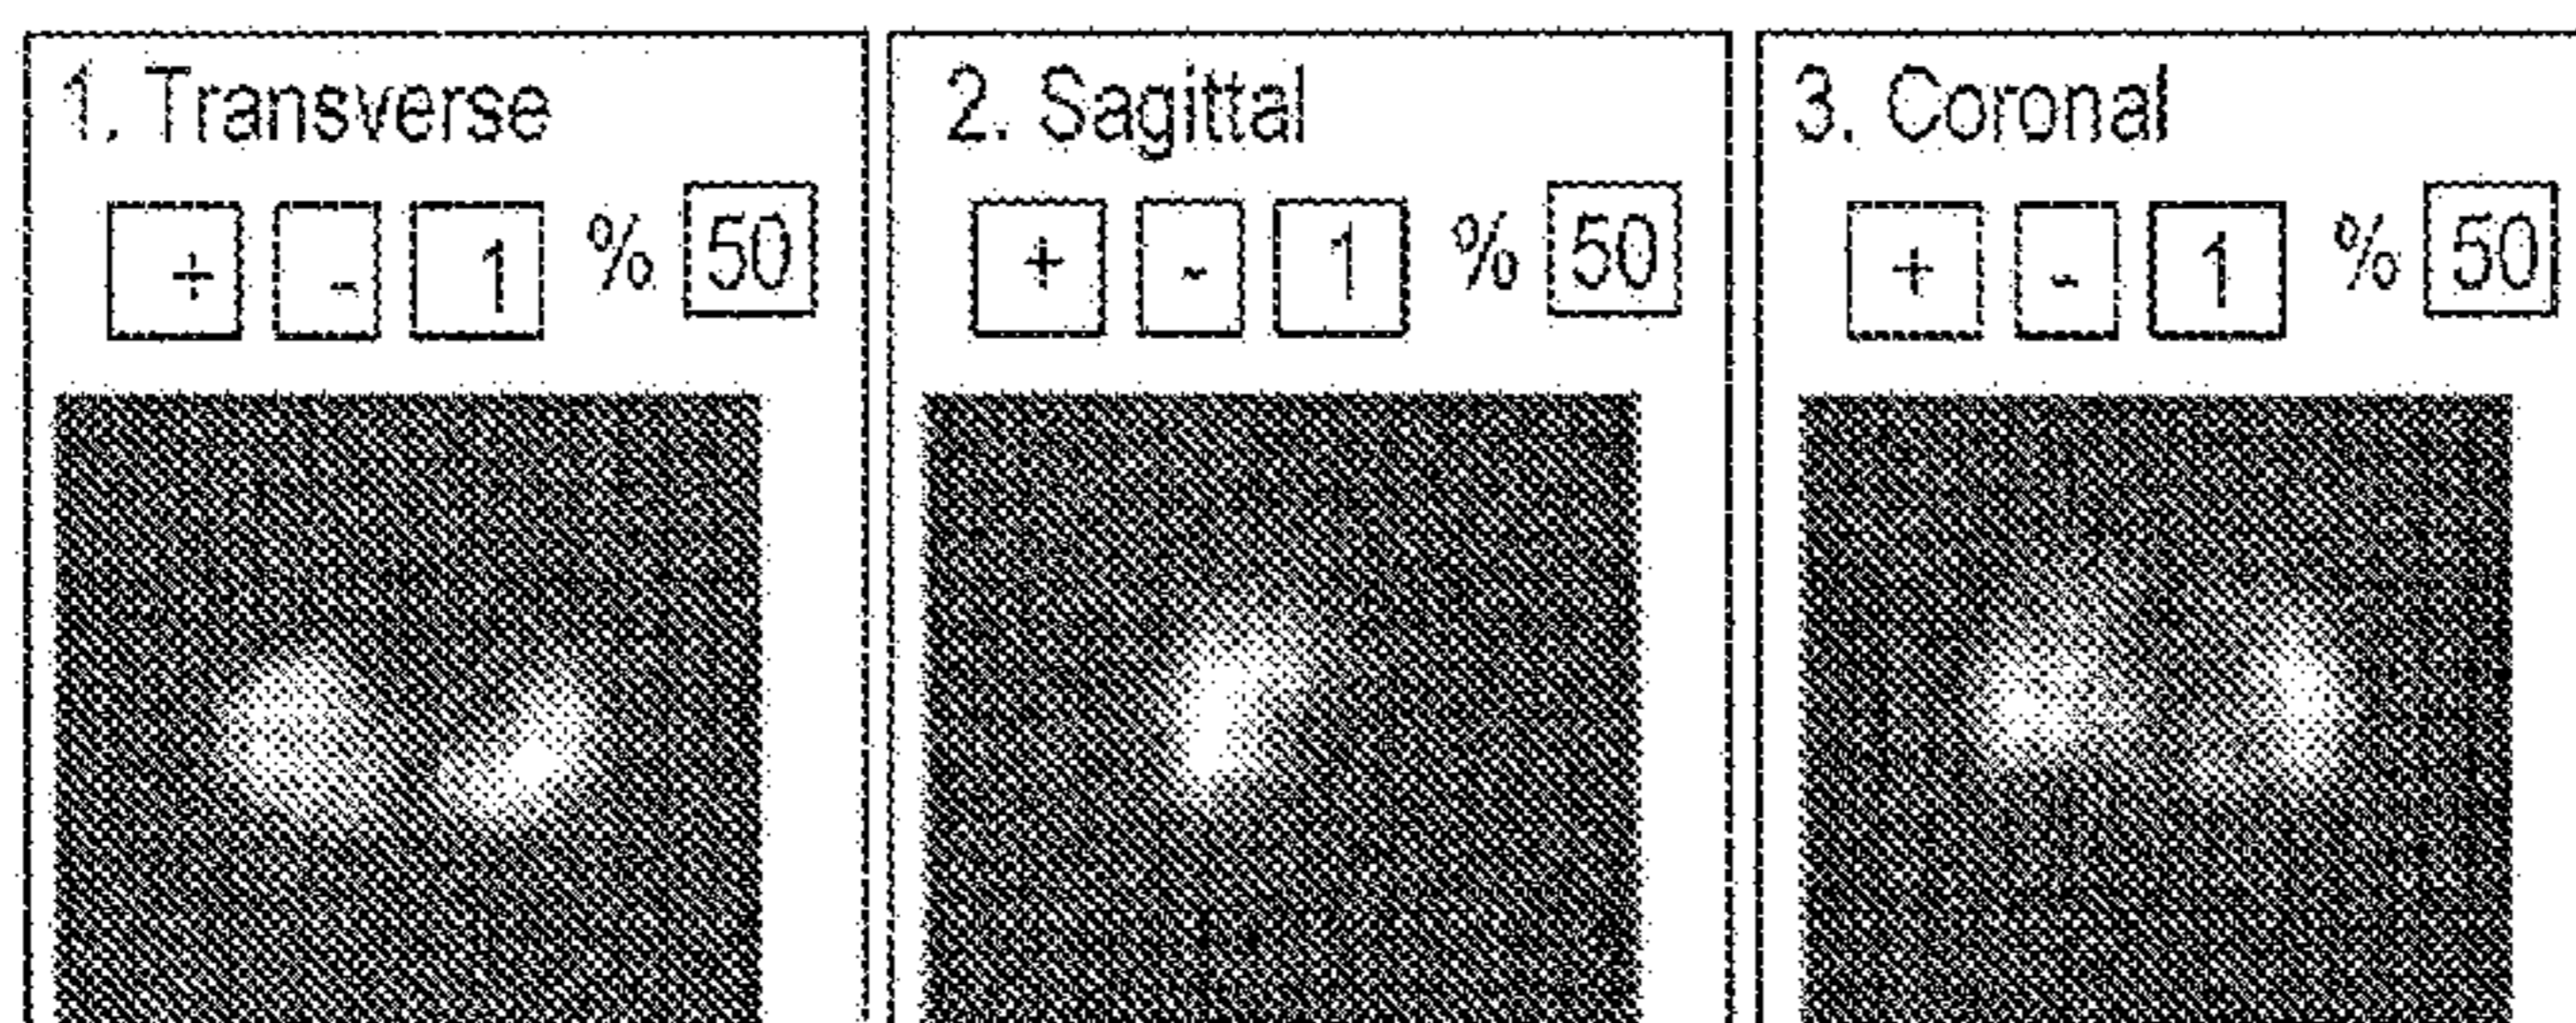 1. Transverse
+ - 1 % 50
2. Sagittal
+ - 1 % 50
3. Coronal
+ - 1 % 50